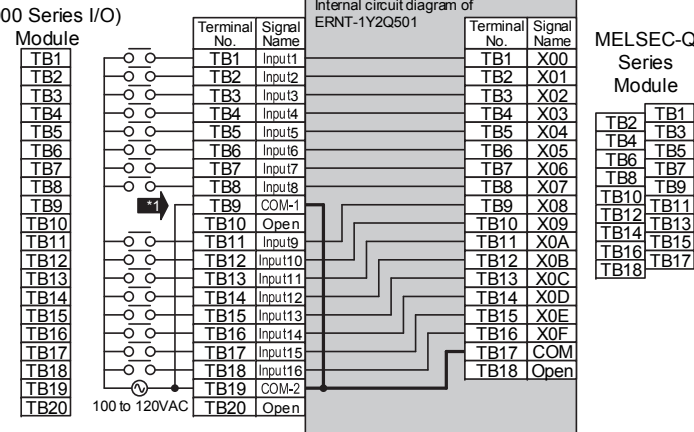 Internal circuit diagram of
ERNT-1Y2Q501
00 Series I/O)
Module
TB1
TB2
TB3
TB4
TB5
TB6
TB7
TB8
TB9
TB10
TB11
TB12
TB13
TB14
TB15
TB16
TB17
TB18
TB19
TB20
*1
100 to 120VAC
Terminal No. Signal Name
TB1 Input1
TB2 Input2
TB3 Input3
TB4 Input4
TB5 Input5
TB6 Input6
TB7 Input7
TB8 Input8
TB9 COM-1
TB10 Open
TB11 Input9
TB12 Input10
TB13 Input11
TB14 Input12
TB15 Input13
TB16 Input14
TB17 Input15
TB18 Input16
TB19 COM-2
TB20 Open
Terminal No. Signal Name
TB1 X00
TB2 X01
TB3 X02
TB4 X03
TB5 X04
TB6 X05
TB7 X06
TB8 X07
TB9 X08
TB10 X09
TB11 X0A
TB12 X0B
TB13 X0C
TB14 X0D
TB15 X0E
TB16 X0F
TB17 COM
TB18 Open
MELSEC-Q
Series
Module
TB1
TB2
TB3
TB4
TB5
TB6
TB7
TB8
TB9
TB10
TB11
TB12
TB13
TB14
TB15
TB16
TB17
TB18